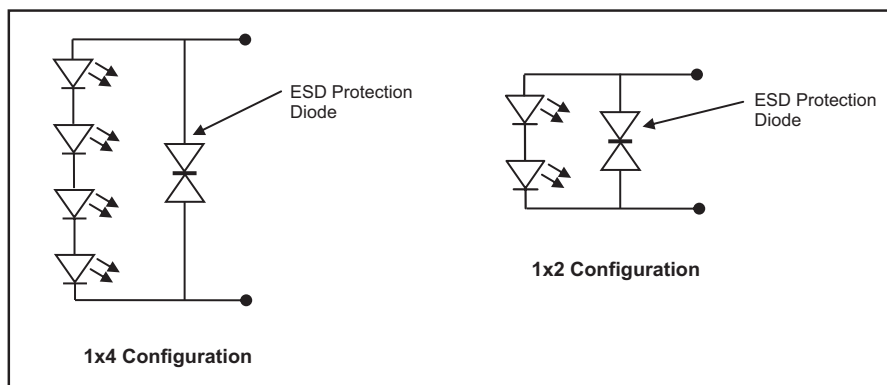 ESD Protection
Diode
1x4 Configuration
ESD Protection
Diode
1x2 Configuration